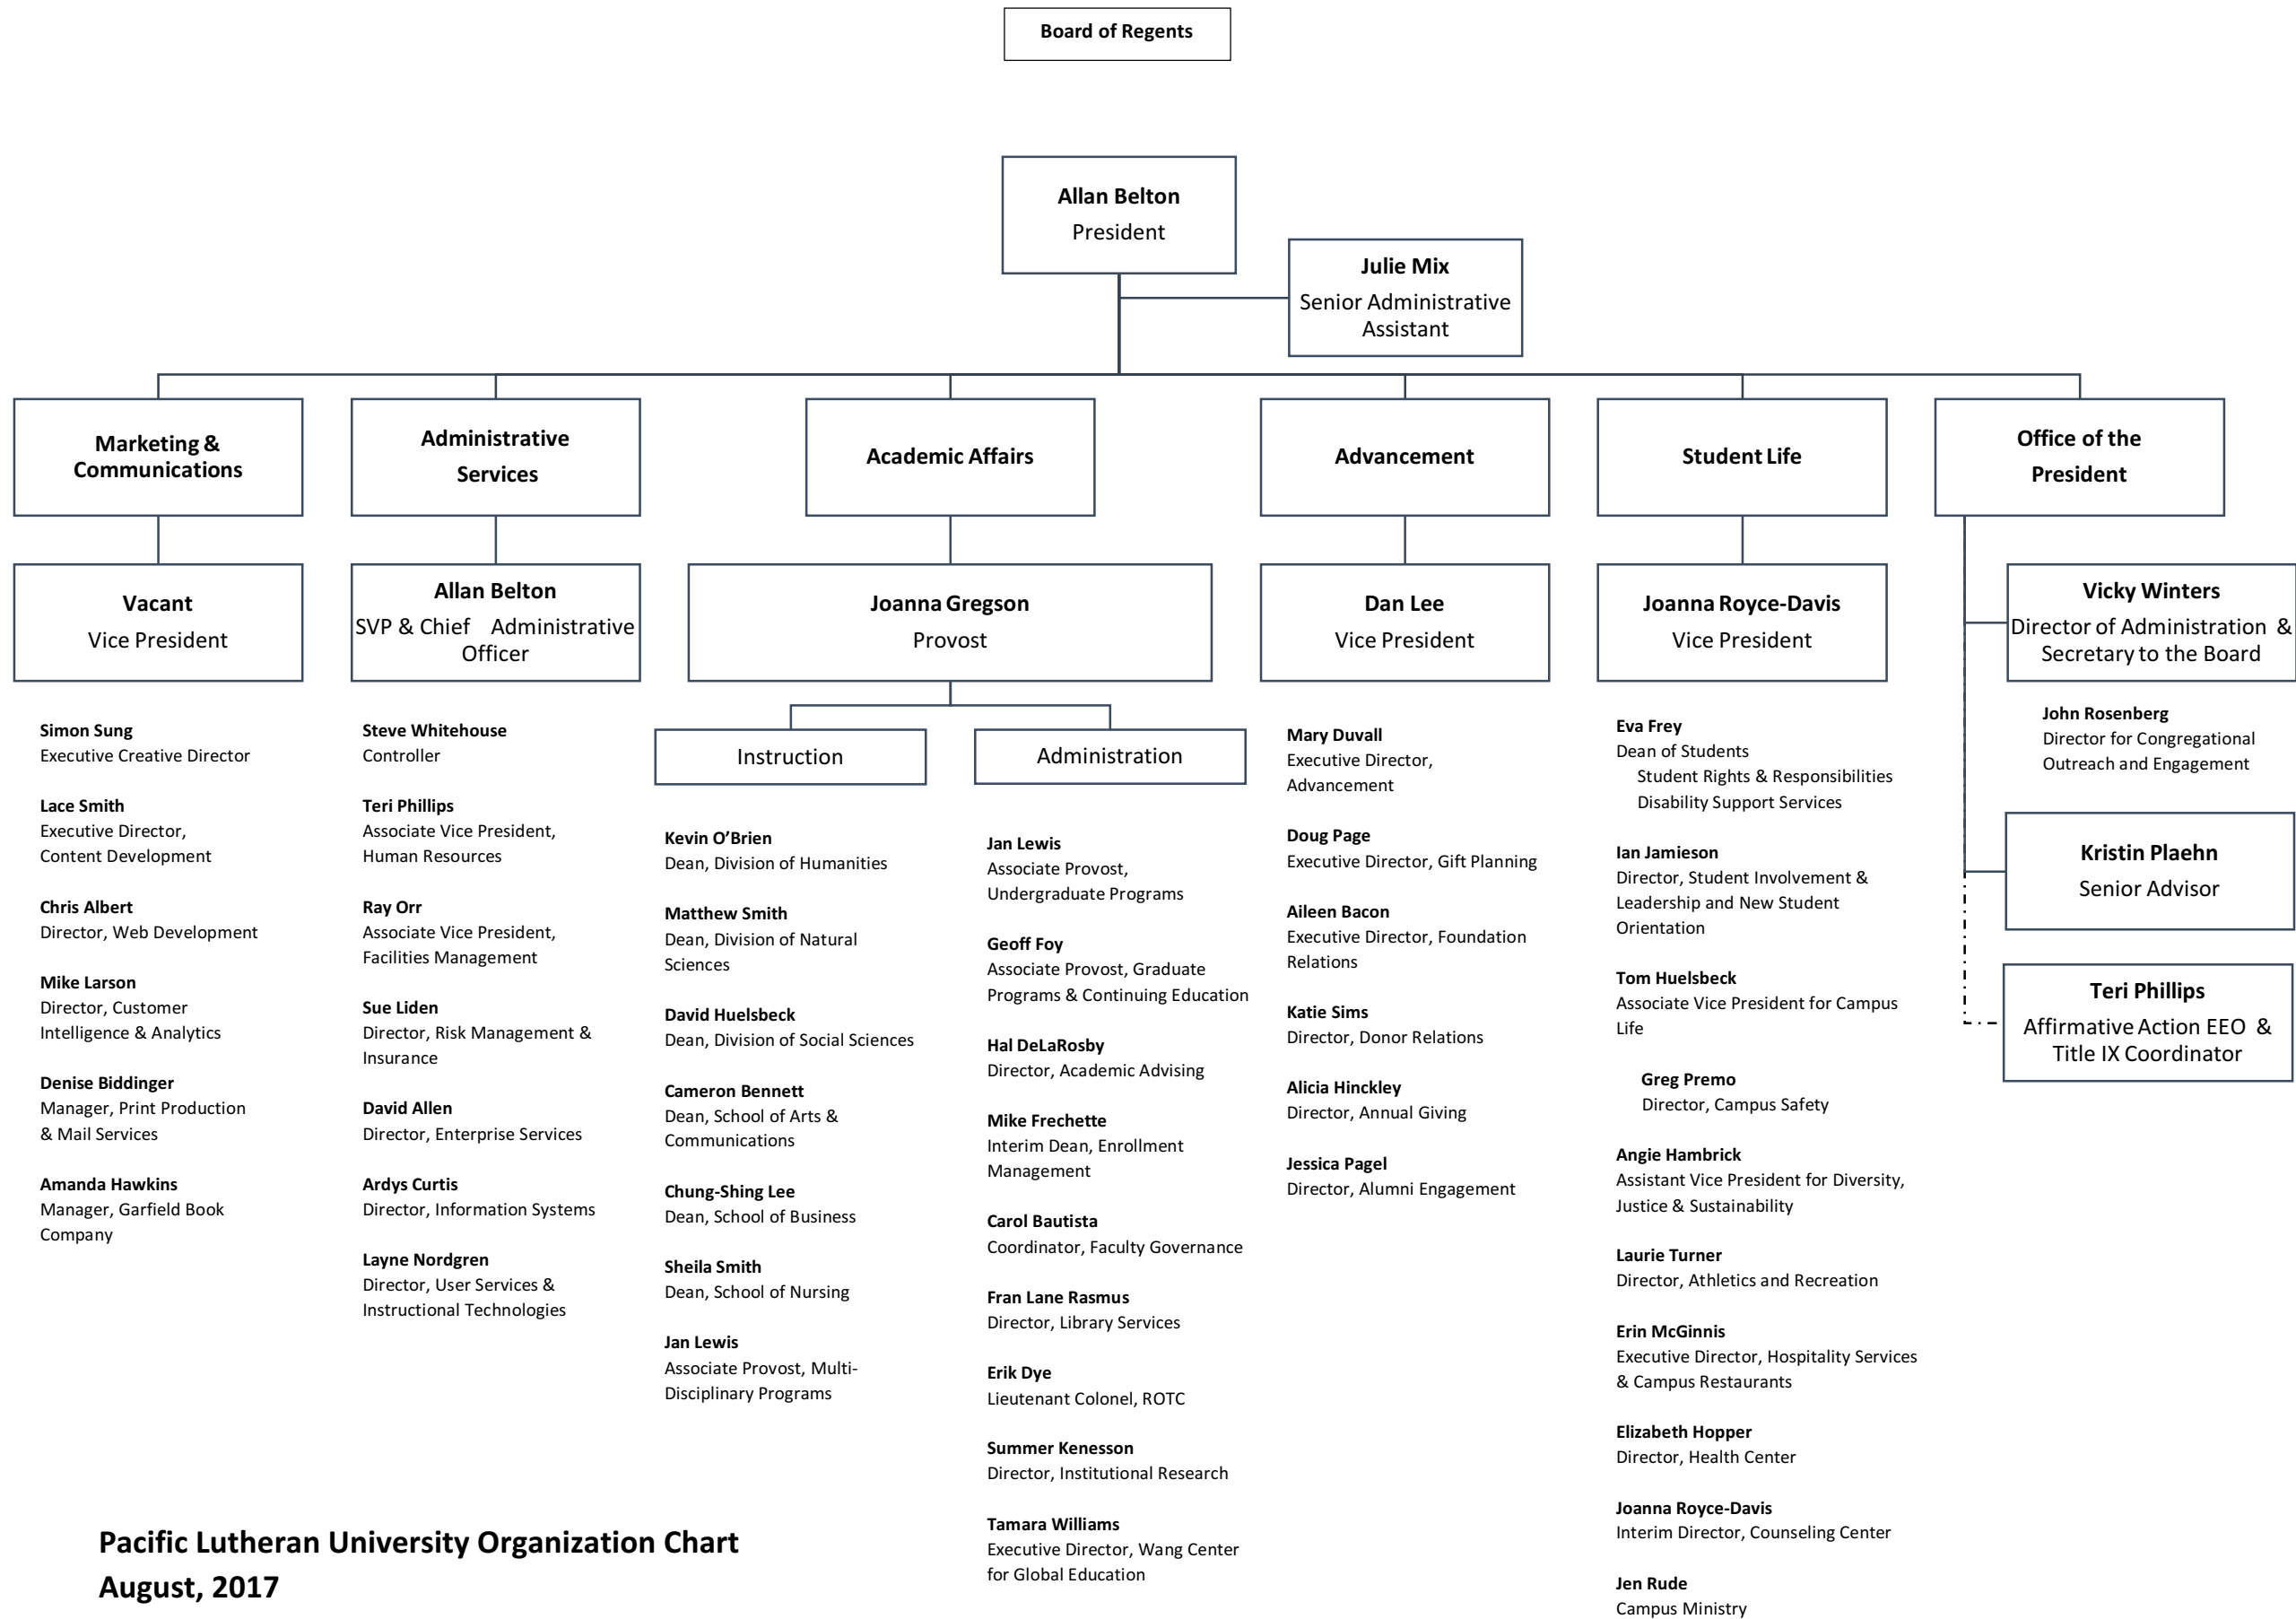 Board of Regents
Allan Belton
President
Julie Mix
Senior Administrative
Assistant
Marketing &
Communications
Administrative
Services
Academic Affairs
Advancement
Student Life
Office of the
President
Vacant
Vice President
Allan Belton
SVP & Chief Administrative
Officer
Joanna Gregson
Provost
Dan Lee
Vice President
Joanna Royce-Davis
Vice President
Vicky Winters
Director of Administration &
Secretary to the Board
Simon Sung
Executive Creative Director
Lace Smith
Executive Director,
Content Development
Chris Albert
Director, Web Development
Mike Larson
Director, Customer
Intelligence & Analytics
Denise Biddinger
Manager, Print Production
& Mail Services
Amanda Hawkins
Manager, Garfield Book
Company
Steve Whitehouse
Controller
Teri Phillips
Associate Vice President,
Human Resources
Ray Orr
Associate Vice President,
Facilities Management
Sue Liden
Director, Risk Management &
Insurance
David Allen
Director, Enterprise Services
Ardys Curtis
Director, Information Systems
Layne Nordgren
Director, User Services &
Instructional Technologies
Instruction
Kevin O’Brien
Dean, Division of Humanities
Matthew Smith
Dean, Division of Natural
Sciences
David Huelsbeck
Dean, Division of Social Sciences
Cameron Bennett
Dean, School of Arts &
Communications
Chung-Shing Lee
Dean, School of Business
Sheila Smith
Dean, School of Nursing
Jan Lewis
Associate Provost, Multi-
Disciplinary Programs
Administration
Jan Lewis
Associate Provost,
Undergraduate Programs
Geoff Foy
Associate Provost, Graduate
Programs & Continuing Education
Hal DeLaRosby
Director, Academic Advising
Mike Frechette
Interim Dean, Enrollment
Management
Carol Bautista
Coordinator, Faculty Governance
Fran Lane Rasmus
Director, Library Services
Erik Dye
Lieutenant Colonel, ROTC
Summer Kenesson
Director, Institutional Research
Tamara Williams
Executive Director, Wang Center
for Global Education
Mary Duvall
Executive Director,
Advancement
Doug Page
Executive Director, Gift Planning
Aileen Bacon
Executive Director, Foundation
Relations
Katie Sims
Director, Donor Relations
Alicia Hinckley
Director, Annual Giving
Jessica Pagel
Director, Alumni Engagement
Eva Frey
Dean of Students
Student Rights & Responsibilities
Disability Support Services
Ian Jamieson
Director, Student Involvement &
Leadership and New Student
Orientation
Tom Huelsbeck
Associate Vice President for Campus
Life
Greg Premo
Director, Campus Safety
Angie Hambrick
Assistant Vice President for Diversity,
Justice & Sustainability
Laurie Turner
Director, Athletics and Recreation
Erin McGinnis
Executive Director, Hospitality Services
& Campus Restaurants
Elizabeth Hopper
Director, Health Center
Joanna Royce-Davis
Interim Director, Counseling Center
Jen Rude
Campus Ministry
John Rosenberg
Director for Congregational
Outreach and Engagement
Kristin Plaehn
Senior Advisor
Teri Phillips
Affirmative Action EEO &
Title IX Coordinator
Pacific Lutheran University Organization Chart
August, 2017